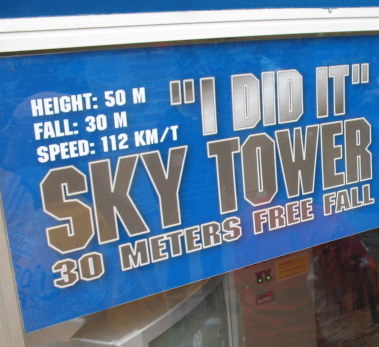 HEIGHT: 50 M
FALL: 30 M
SPEED: 112 KM/T
"I DID IT"
SKY TOWER
30 METERS FREE FALL